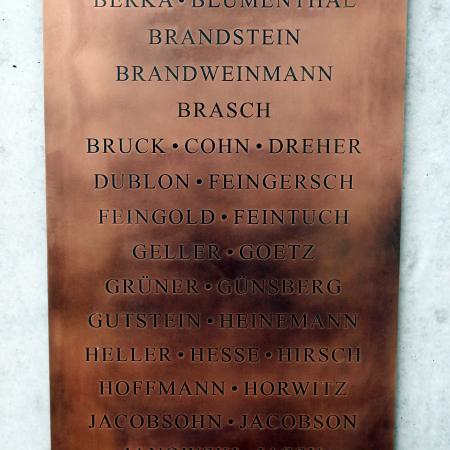 BERKA • BLUMENTHAL
BRANDSTEIN
BRANDWEINMANN
BRASCH
BRUCK • COHN • DREHER
DUBLON • FEINGERSCH
FEINGOLD • FEINTUCH
GELLER • GOETZ
GRÜNER • GÜNSBERG
GUTSTEIN • HEINEMANN
HELLER • HESSE • HIRSCH
HOFFMANN • HORWITZ
JACOBSOHN • JACOBSON